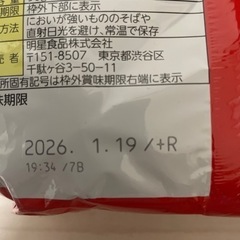 期限 枠外下部に表示
においが強いもののそばや
直射日光を避け、常温で保存
売 明星食品株式会社
〒151-8507 東京都渋谷区
者 千駄ヶ谷3-50-11
所固有記号は枠外賞味期限右端に表示
味期限
2026. 1.19/+R
19:34 /7B